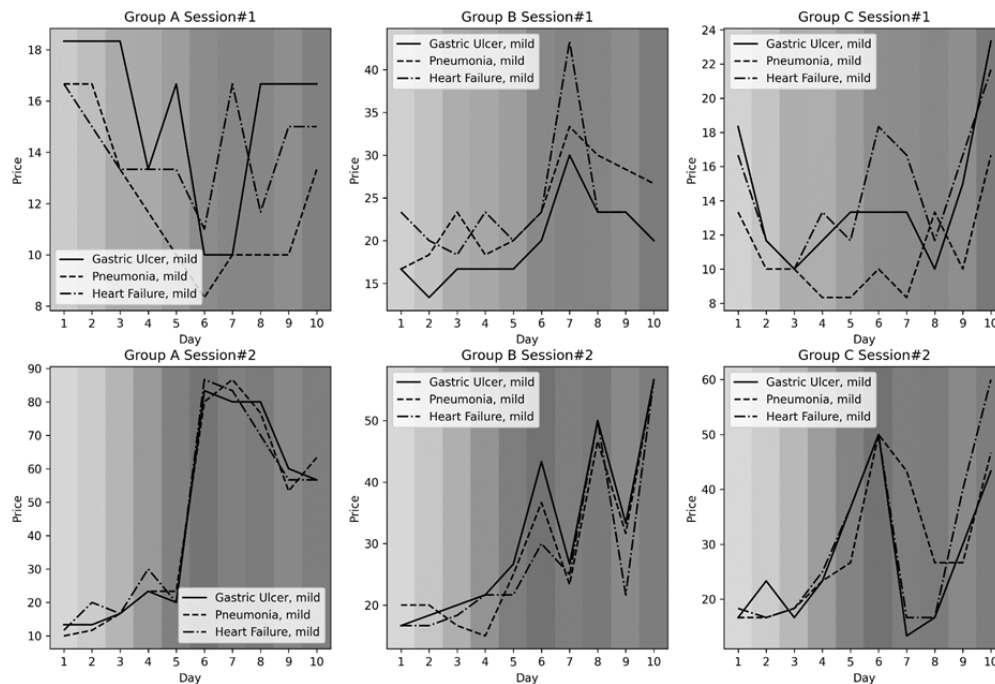 Group A Session#1
18
16
14
12
10
8
Price
Gastric Ulcer, mild
Pneumonia, mild
Heart Failure, mild
1 2 3 4 5 6 7 8 9 10
Day
Group B Session#1
40
35
30
25
20
15
Price
Gastric Ulcer, mild
Pneumonia, mild
Heart Failure, mild
1 2 3 4 5 6 7 8 9 10
Day
Group C Session#1
24
22
20
18
16
14
12
10
8
Price
Gastric Ulcer, mild
Pneumonia, mild
Heart Failure, mild
1 2 3 4 5 6 7 8 9 10
Day
Group A Session#2
90
80
70
60
50
40
30
20
10
Price
Gastric Ulcer, mild
Pneumonia, mild
Heart Failure, mild
1 2 3 4 5 6 7 8 9 10
Day
Group B Session#2
50
40
30
20
Price
Gastric Ulcer, mild
Pneumonia, mild
Heart Failure, mild
1 2 3 4 5 6 7 8 9 10
Day
Group C Session#2
60
50
40
30
20
Price
Gastric Ulcer, mild
Pneumonia, mild
Heart Failure, mild
1 2 3 4 5 6 7 8 9 10
Day